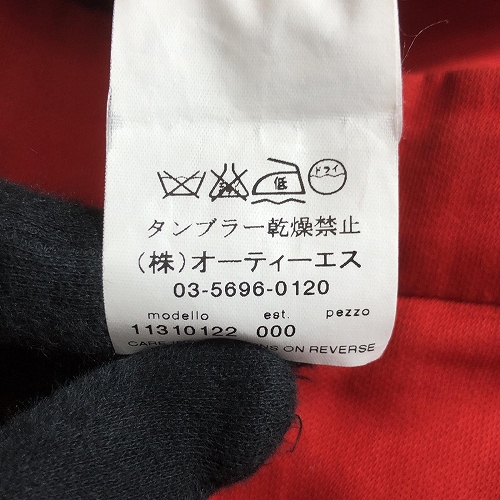 低 ドライ
タンブラー乾燥禁止
(株)オーティーエス
03-5696-0120
modello est. pezzo
11310122 000
CARE ON REVERSE